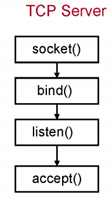 TCP Server
socket()
bind()
listen()
accept()